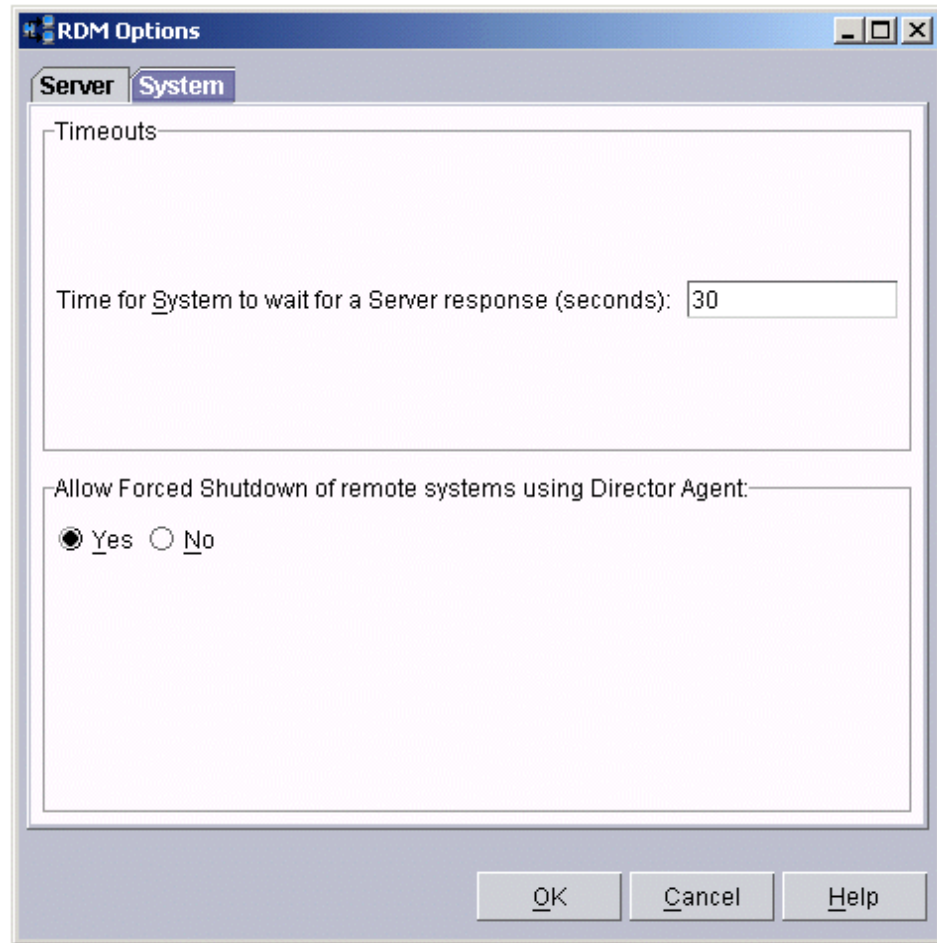 RDM Options
Server System
Timeouts
Time for System to wait for a Server response (seconds): 30
Allow Forced Shutdown of remote systems using Director Agent:
Yes No
OK Cancel Help